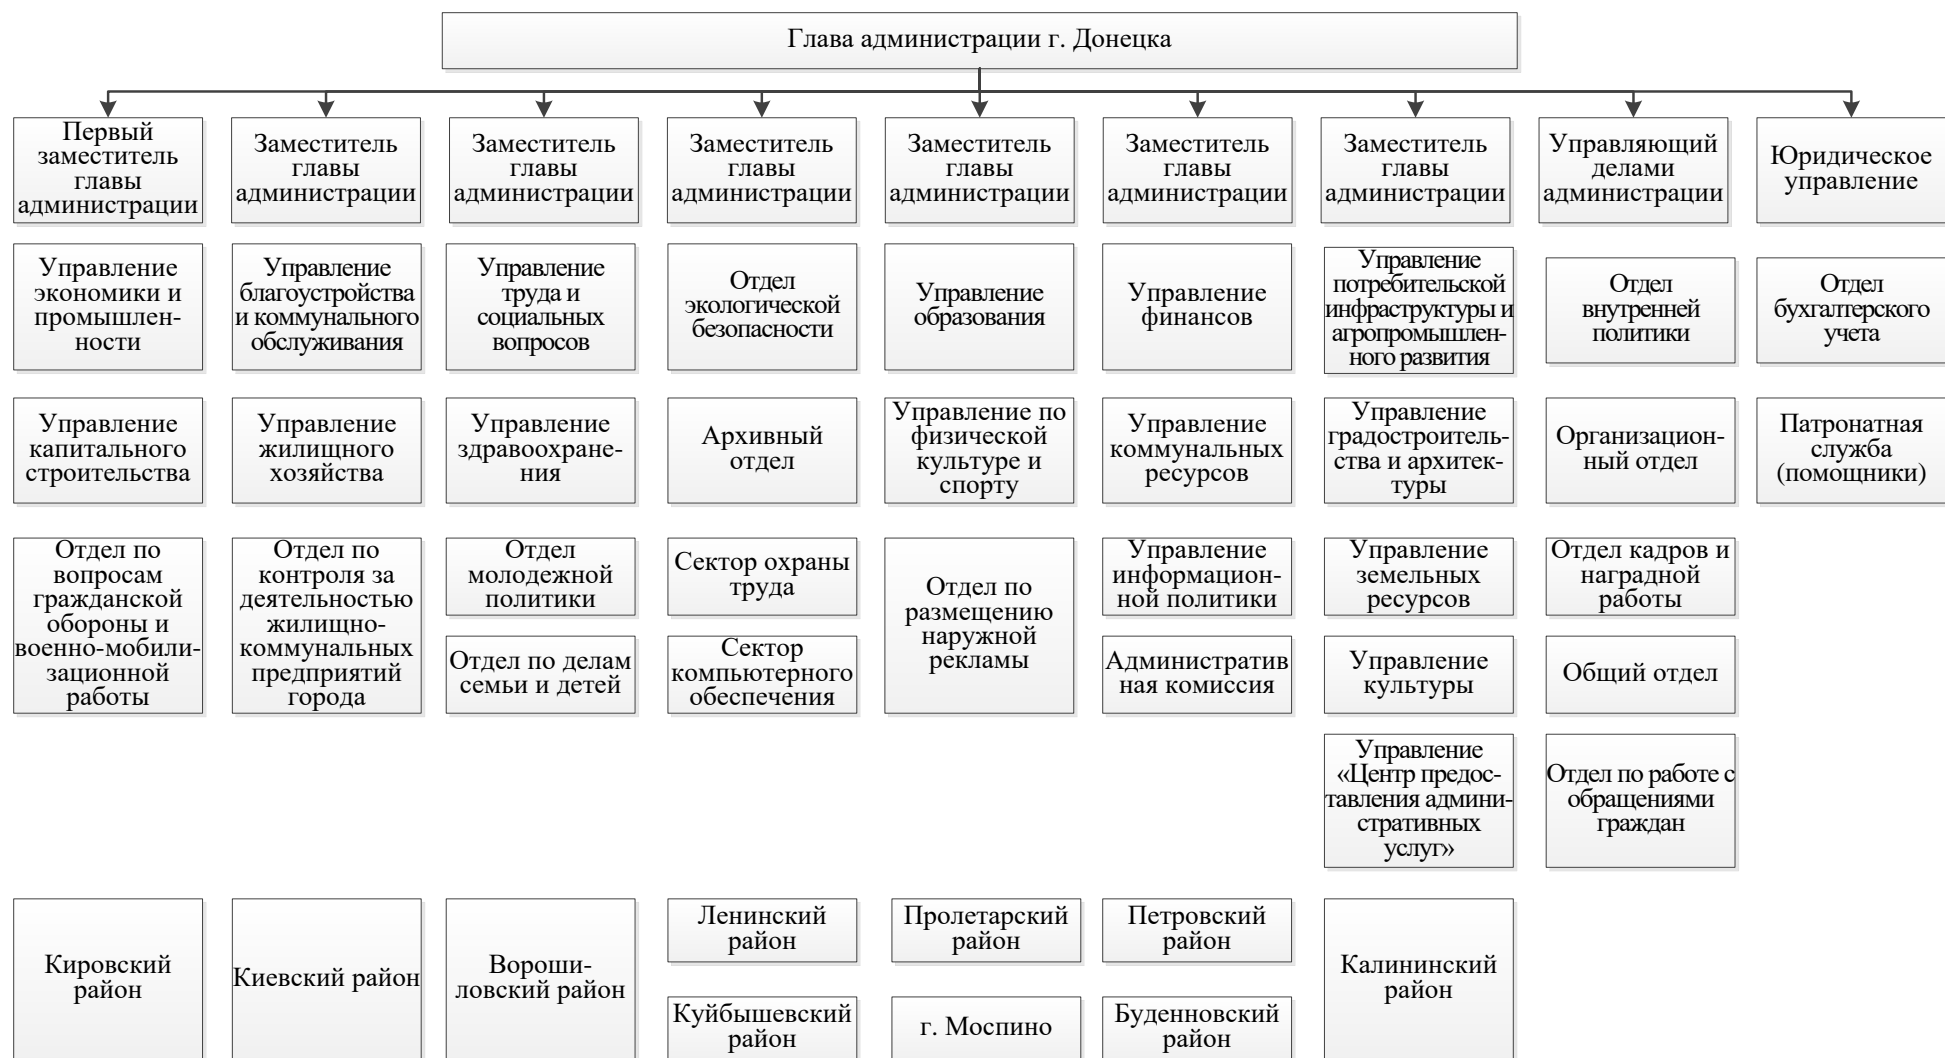 Глава администрации г. Донецка
Первый
заместитель
главы
администрации
Заместитель
главы
администрации
Заместитель
главы
администрации
Заместитель
главы
администрации
Заместитель
главы
администрации
Заместитель
главы
администрации
Заместитель
главы
администрации
Управляющий
делами
администрации
Юридическое
управление
Управление
экономики и
промышлен-
ности
Управление
благоустройства
и коммунального
обслуживания
Управление
труда и
социальных
вопросов
Отдел
экологической
безопасности
Управление
образования
Управление
финансов
Управление
потребительской
инфраструктуры и
агропромышлен-
ного развития
Отдел
внутренней
политики
Отдел
бухгалтерского
учета
Управление
капитального
строительства
Управление
жилищного
хозяйства
Управление
здравоохране-
ния
Архивный
отдел
Управление по
физической
культуре и
спорту
Управление
коммунальных
ресурсов
Управление
градостроитель-
ства и архитек-
туры
Организацион-
ный отдел
Патронатная
служба
(помощники)
Отдел по
вопросам
гражданской
обороны и
военно-мобили-
зационной
работы
Отдел по
контроля за
деятельностью
жилищно-
коммунальных
предприятий
города
Отдел
молодежной
политики
Сектор охраны
труда
Отдел по
размещению
наружной
рекламы
Управление
информацион-
ной политики
Управление
земельных
ресурсов
Отдел кадров и
наградной
работы
Отдел по делам
семьи и детей
Сектор
компьютерного
обеспечения
Административ
ная комиссия
Управление
культуры
Общий отдел
Управление
«Центр предос-
тавления админи-
стративных
услуг»
Отдел по работе с
обращениями
граждан
Кировский
район
Киевский район
Вороши-
ловский район
Ленинский
район
Пролетарский
район
Петровский
район
Калининский
район
Куйбышевский
район
г. Моспино
Буденновский
район